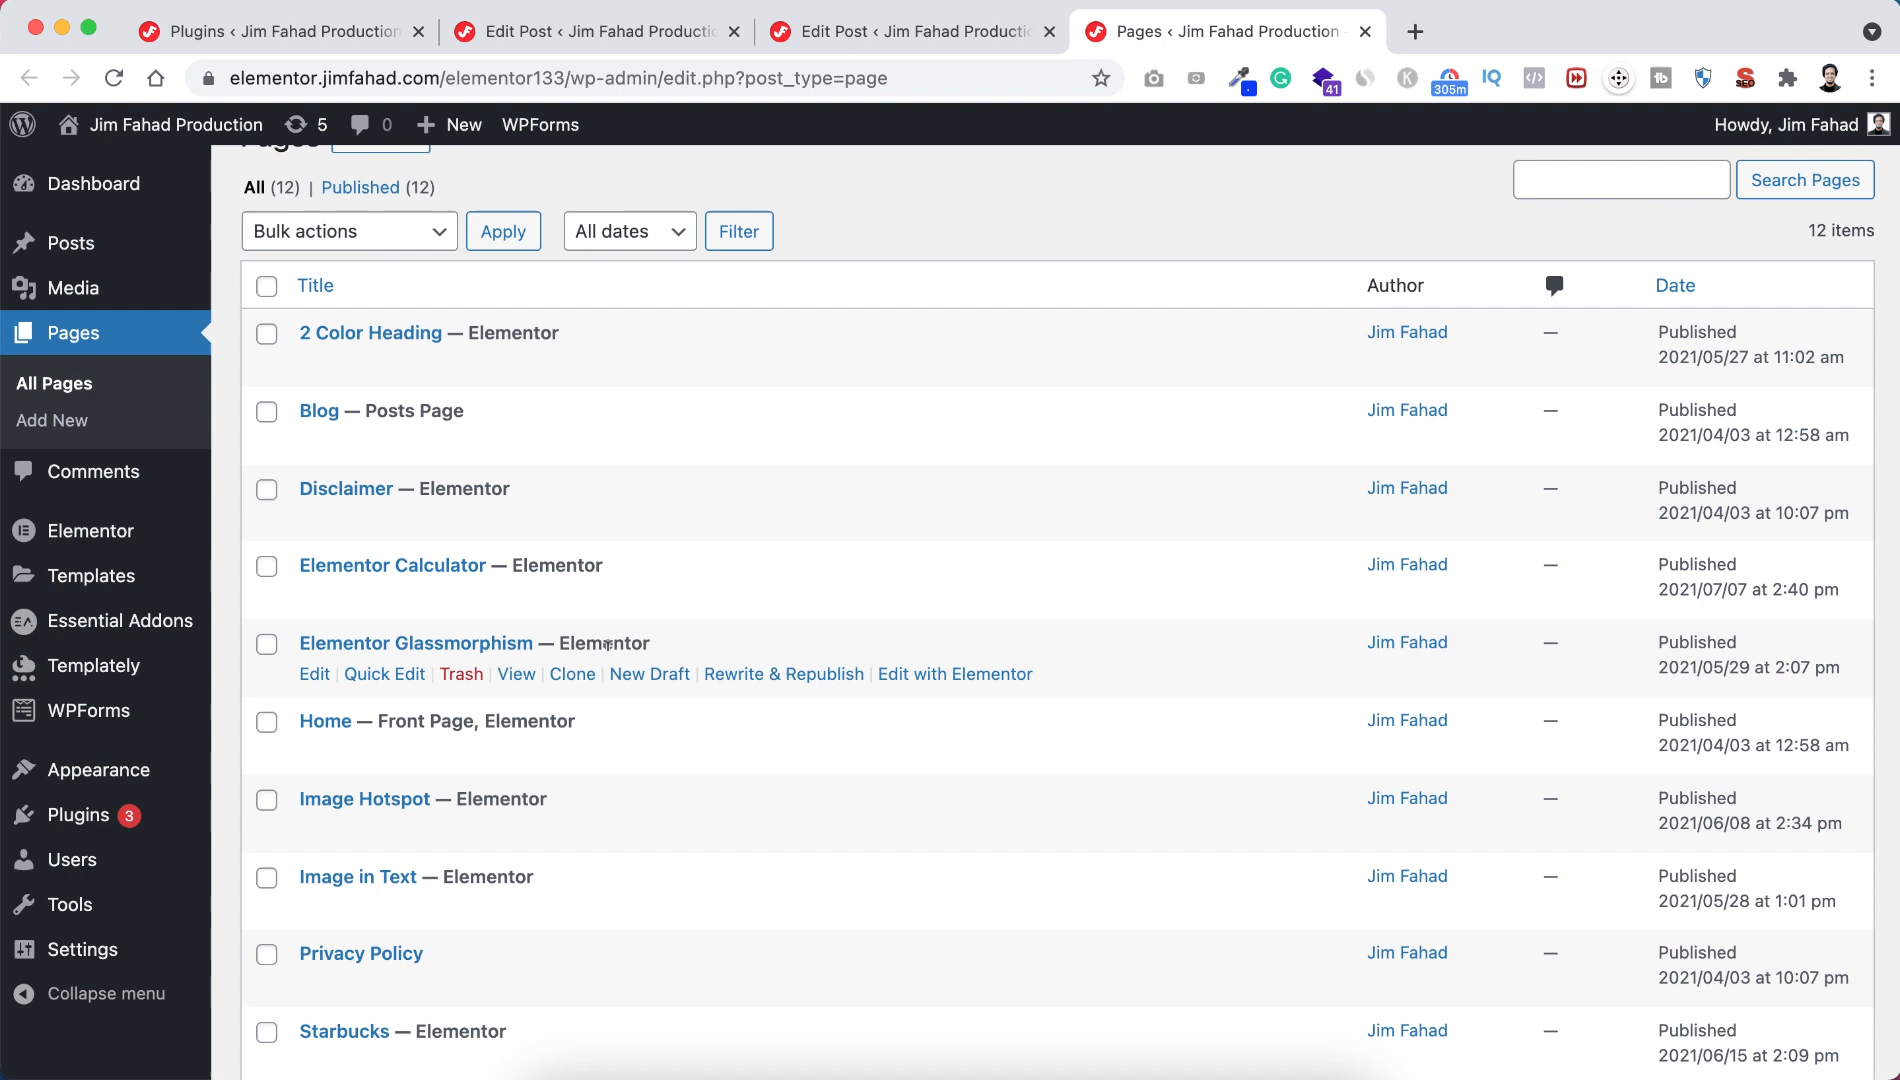 Plugins ‹ Jim Fahad Production
Edit Post ‹ Jim Fahad Productic
Edit Post ‹ Jim Fahad Productic
Pages ‹ Jim Fahad Production -
elementor.jimfahad.com/elementor133/wp-admin/edit.php?post_type=page
41
305m
IQ
K
tb
SEO
Jim Fahad Production
5
0
New
WPForms
Howdy, Jim Fahad
Dashboard
Posts
Media
Pages
All Pages
Add New
Comments
Elementor
Templates
Essential Addons
Templately
WPForms
Appearance
Plugins 3
Users
Tools
Settings
Collapse menu
Pages
All (12) | Published (12)
Search Pages
Bulk actions
Apply
All dates
Filter
12 items
Title
Author
Date
2 Color Heading — Elementor
Jim Fahad
—
Published
2021/05/27 at 11:02 am
Blog — Posts Page
Jim Fahad
—
Published
2021/04/03 at 12:58 am
Disclaimer — Elementor
Jim Fahad
—
Published
2021/04/03 at 10:07 pm
Elementor Calculator — Elementor
Jim Fahad
—
Published
2021/07/07 at 2:40 pm
Elementor Glassmorphism — Elementor
Edit | Quick Edit | Trash | View | Clone | New Draft | Rewrite & Republish | Edit with Elementor
Jim Fahad
—
Published
2021/05/29 at 2:07 pm
Home — Front Page, Elementor
Jim Fahad
—
Published
2021/04/03 at 12:58 am
Image Hotspot — Elementor
Jim Fahad
—
Published
2021/06/08 at 2:34 pm
Image in Text — Elementor
Jim Fahad
—
Published
2021/05/28 at 1:01 pm
Privacy Policy
Jim Fahad
—
Published
2021/04/03 at 10:07 pm
Starbucks — Elementor
Jim Fahad
—
Published
2021/06/15 at 2:09 pm